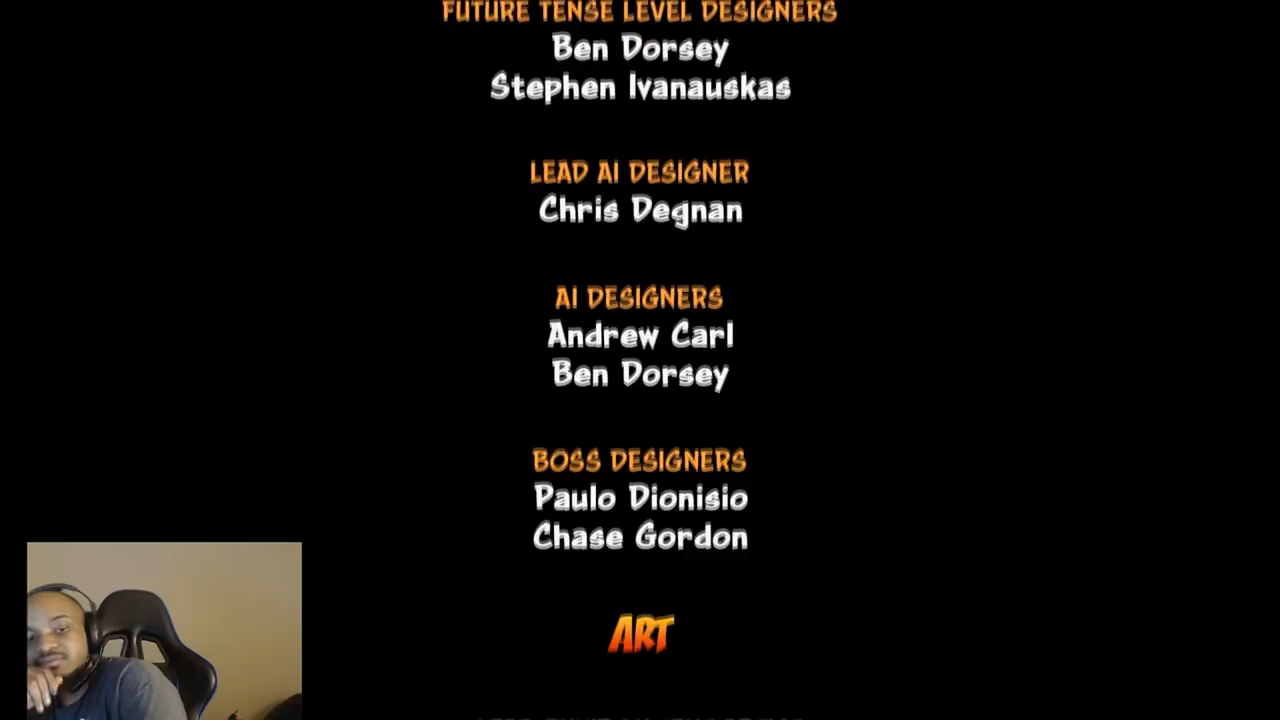 FUTURE TENSE LEVEL DESIGNERS
Ben Dorsey
Stephen Ivanauskas
LEAD AI DESIGNER
Chris Degnan
AI DESIGNERS
Andrew Carl
Ben Dorsey
BOSS DESIGNERS
Paulo Dionisio
Chase Gordon
ART